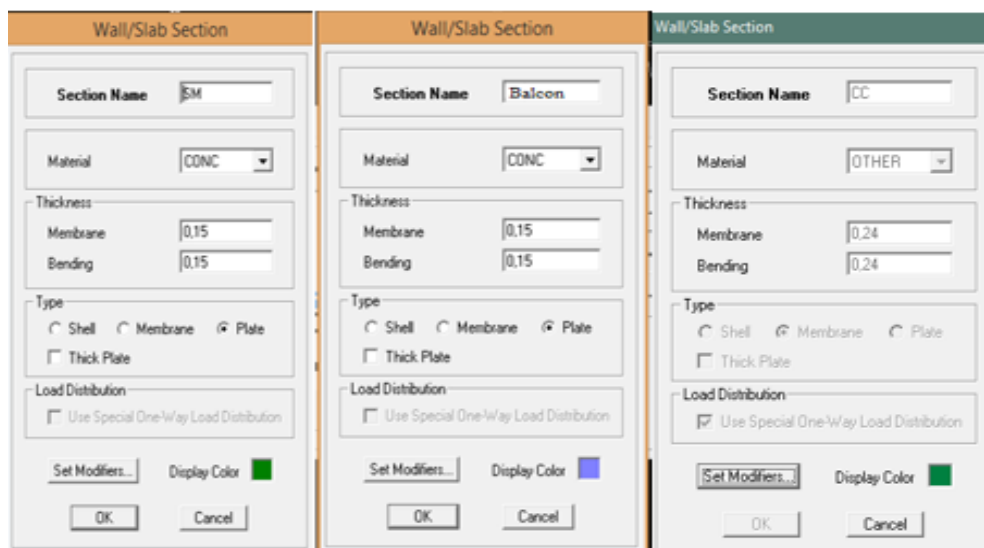 Wall/Slab Section
Section Name SM
Material CONC
Thickness
Membrane 0,15
Bending 0,15
Type
Shell Membrane Plate
Thick Plate
Load Distribution
Use Special One-Way Load Distribution
Set Modifiers... Display Color
OK Cancel
Wall/Slab Section
Section Name Balcon
Material CONC
Thickness
Membrane 0,15
Bending 0,15
Type
Shell Membrane Plate
Thick Plate
Load Distribution
Use Special One-Way Load Distribution
Set Modifiers... Display Color
OK Cancel
Wall/Slab Section
Section Name CC
Material OTHER
Thickness
Membrane 0,24
Bending 0,24
Type
Shell Membrane Plate
Thick Plate
Load Distribution
Use Special One-Way Load Distribution
Set Modifiers... Display Color
OK Cancel